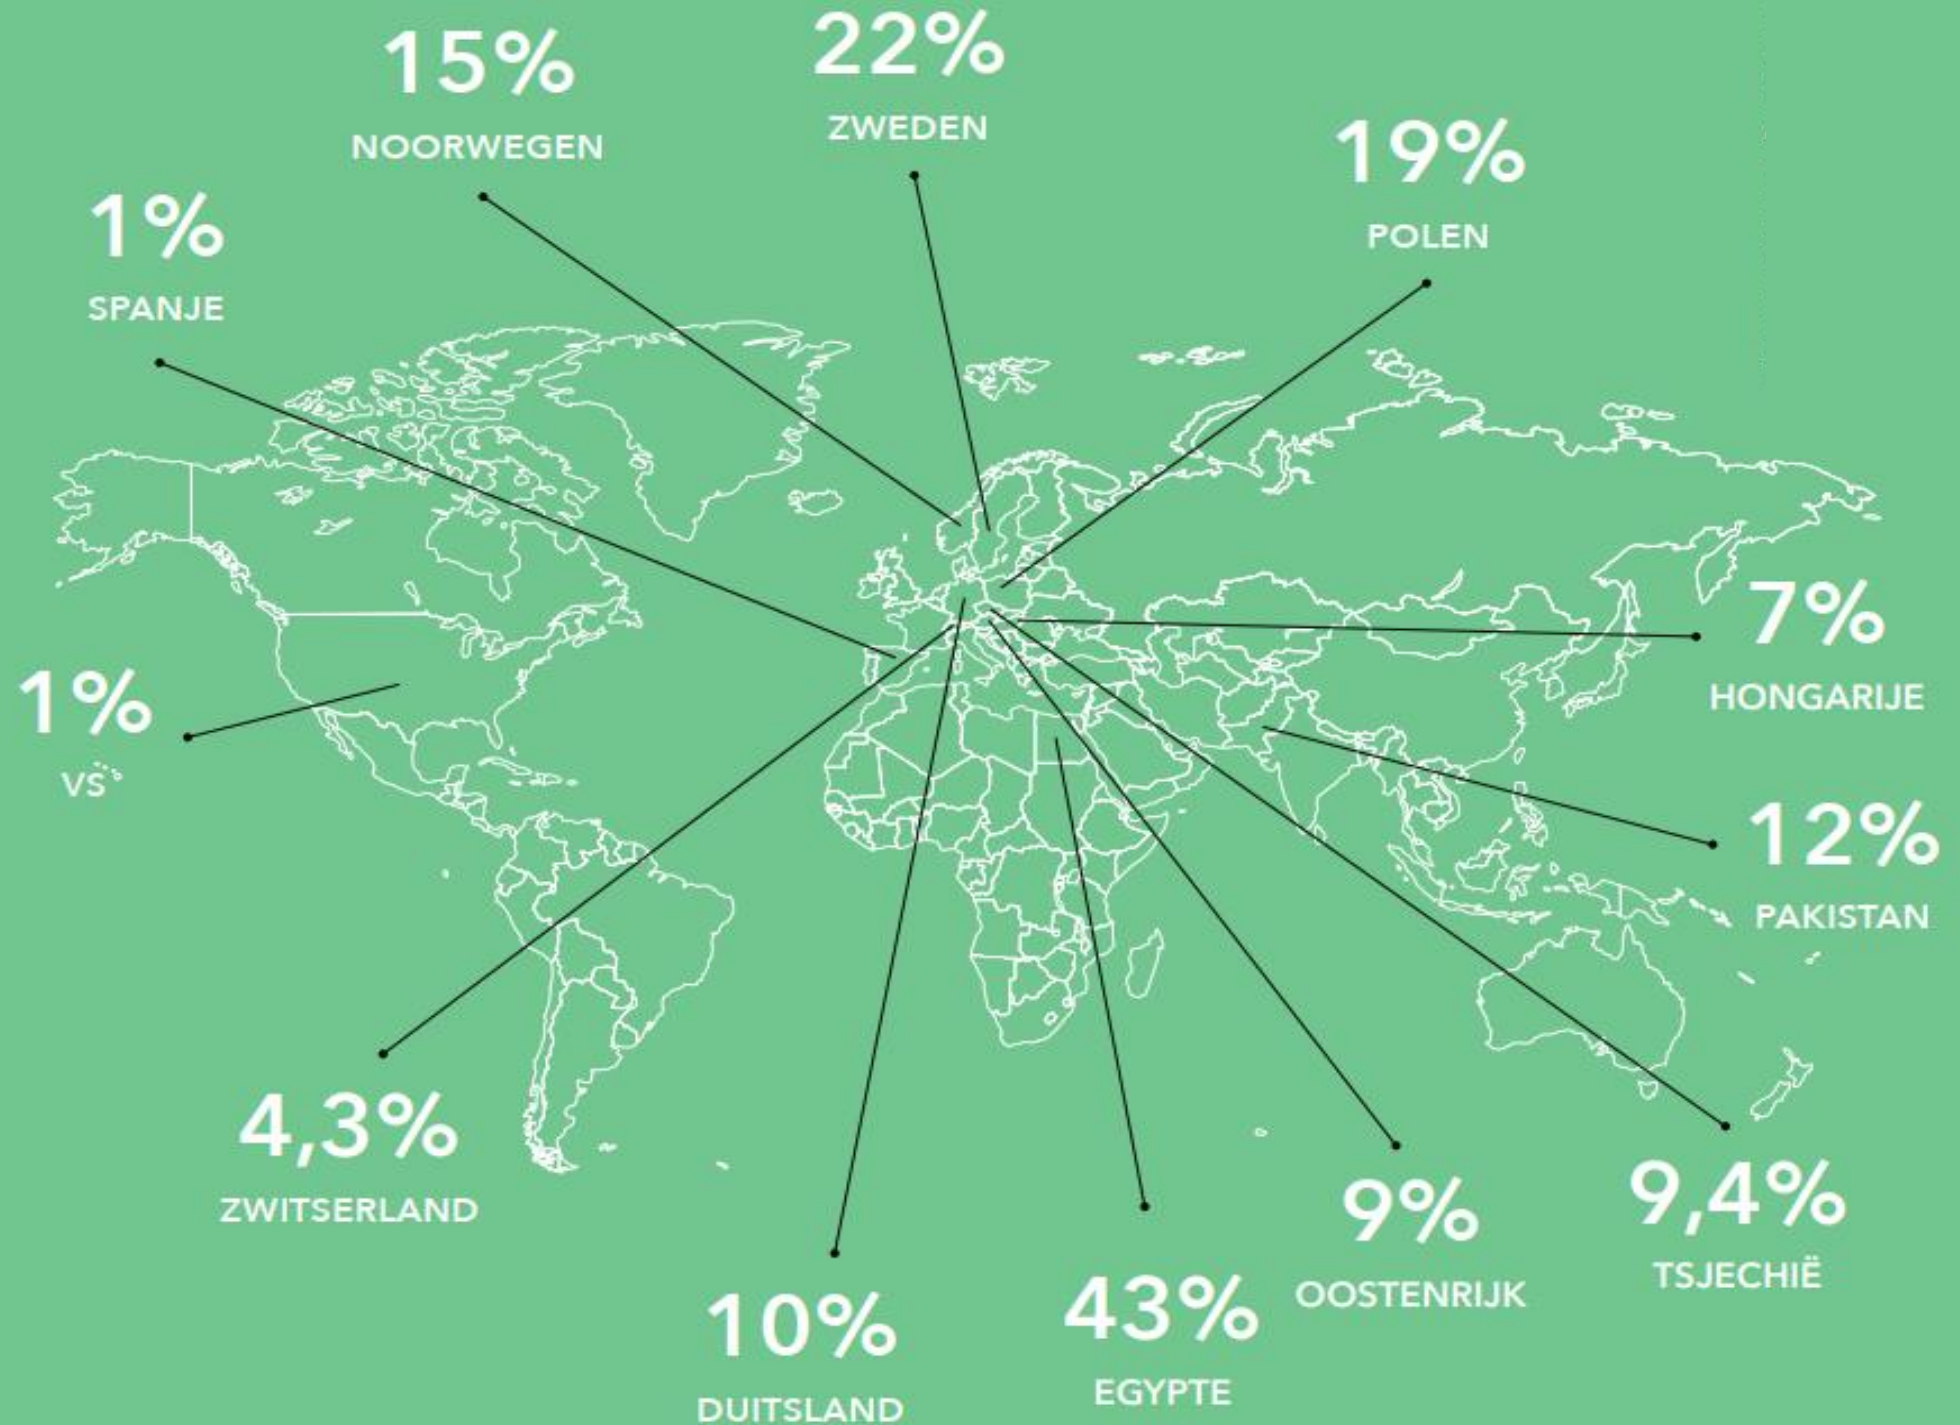 22%
ZWEDEN
15%
NOORWEGEN
19%
POLEN
1%
SPANJE
7%
HONGARIJE
1%
VS
12%
PAKISTAN
4,3%
ZWITSERLAND
9,4%
TSJECHIË
9%
OOSTENRIJK
43%
EGYPTE
10%
DUITSLAND